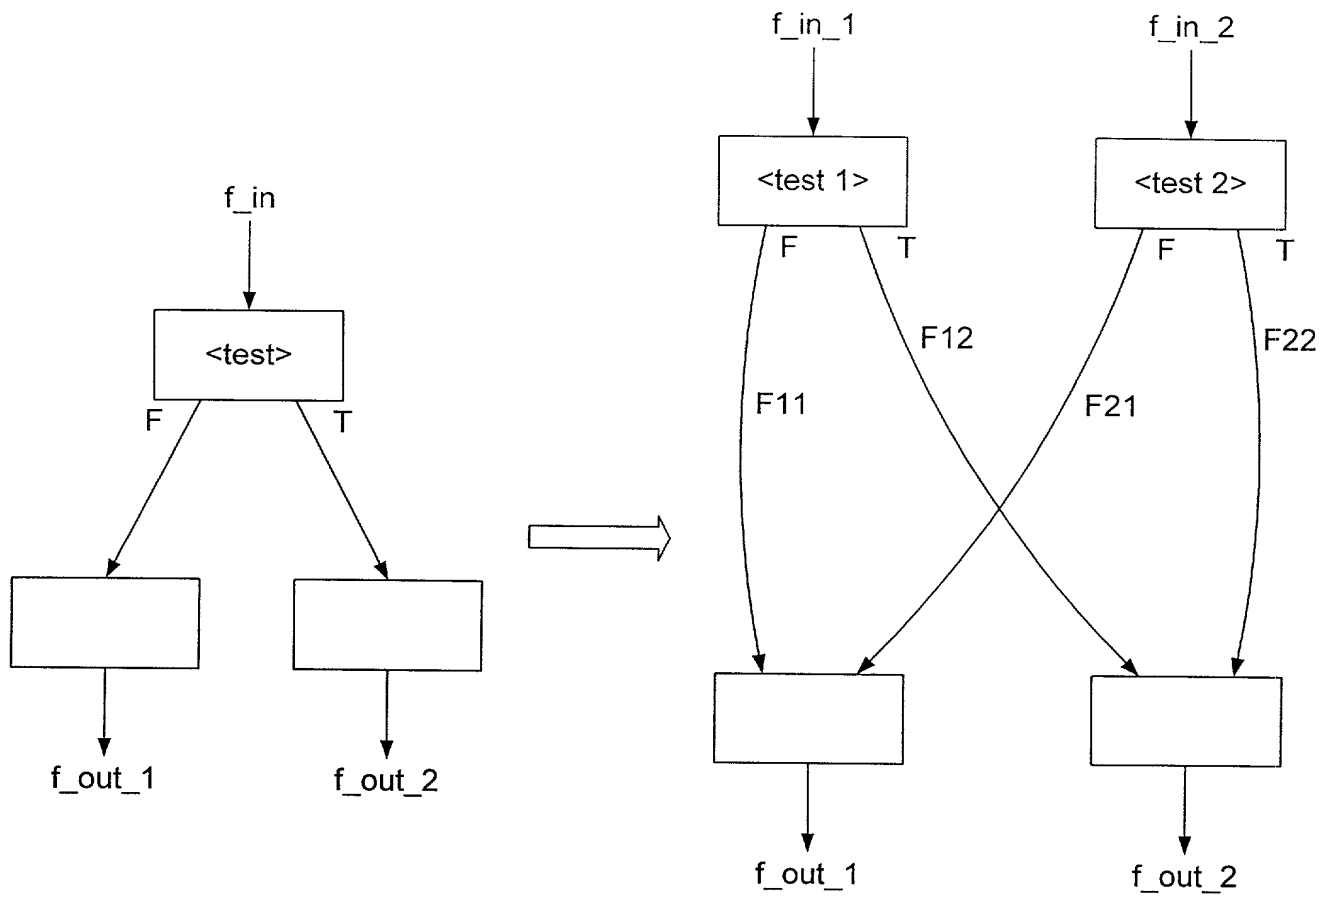 f_in
<test>
F T
f_out_1 f_out_2
f_in_1 f_in_2
<test 1> <test 2>
F T F T
F12 F22
F11 F21
f_out_1 f_out_2